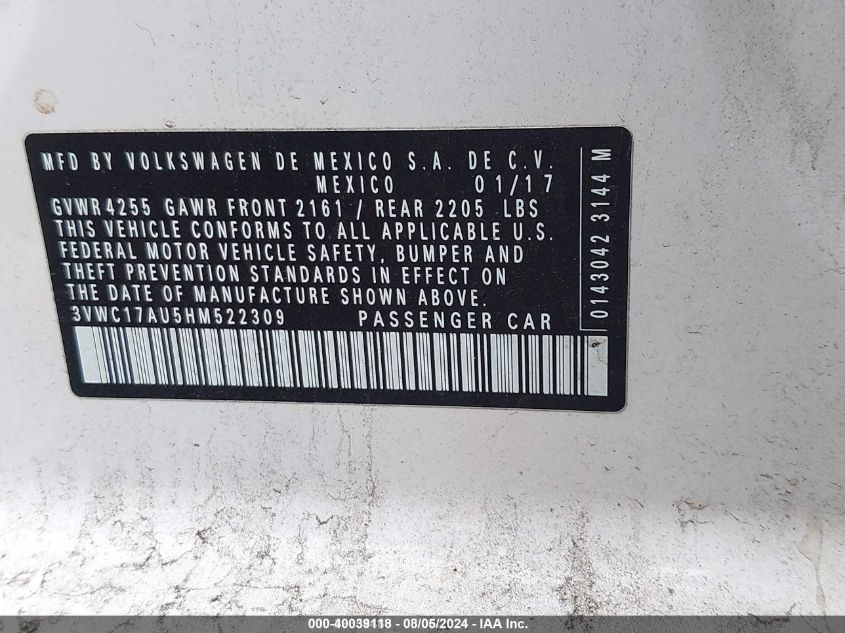 MFD BY VOLKSWAGEN DE MEXICO S.A. DE C.V.
MEXICO 01/17
GVWR 4255 GAWR FRONT 2161 / REAR 2205 LBS
THIS VEHICLE CONFORMS TO ALL APPLICABLE U.S.
FEDERAL MOTOR VEHICLE SAFETY, BUMPER AND
THEFT PREVENTION STANDARDS IN EFFECT ON
THE DATE OF MANUFACTURE SHOWN ABOVE.
3VWC17AU5HM522309 PASSENGER CAR
0143042 3144 M
000-40039118 - 08/05/2024 - IAA, Inc.